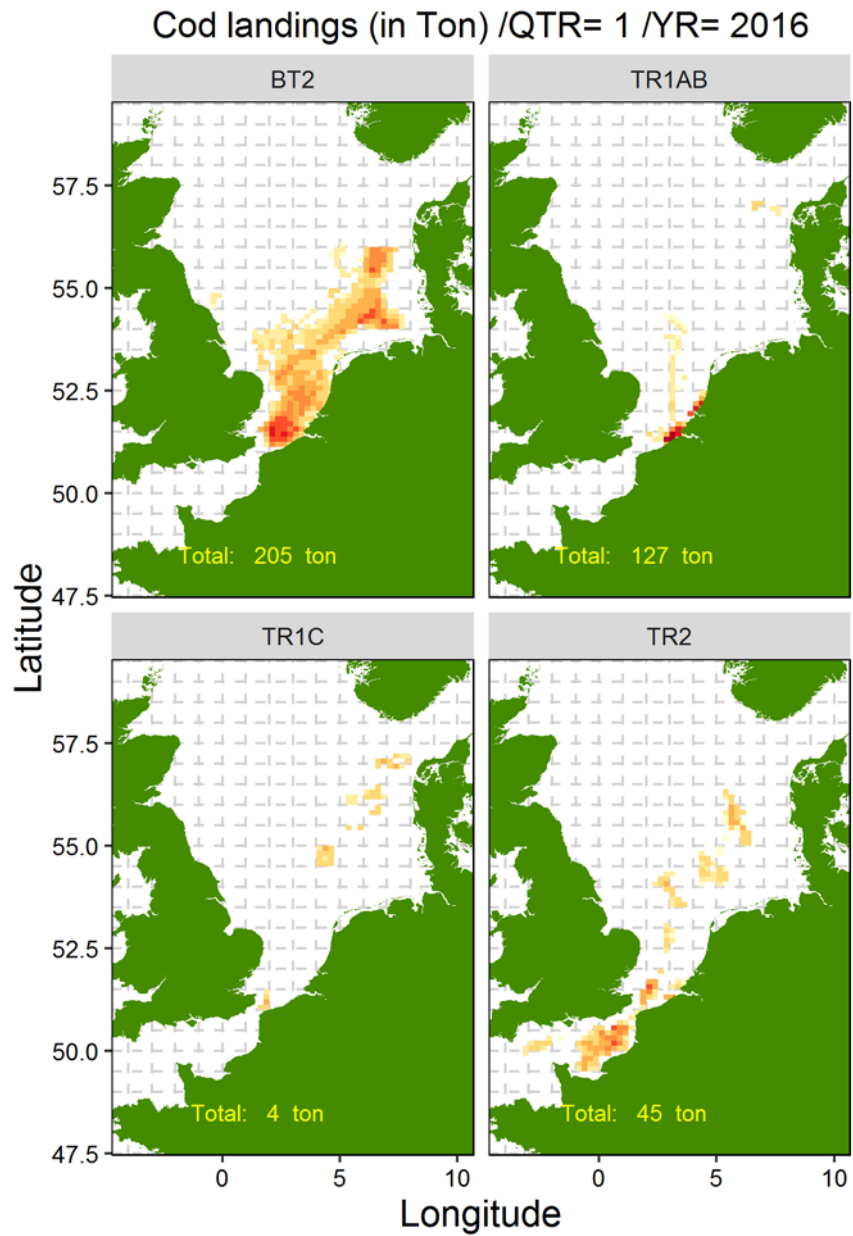 Cod landings (in Ton) /QTR= 1 /YR= 2016
BT2
TR1AB
57.5
55.0
52.5
50.0
47.5
Total: 205 ton
Total: 127 ton
Latitude
TR1C
TR2
57.5
55.0
52.5
50.0
47.5
Total: 4 ton
Total: 45 ton
0 5 10
0 5 10
Longitude